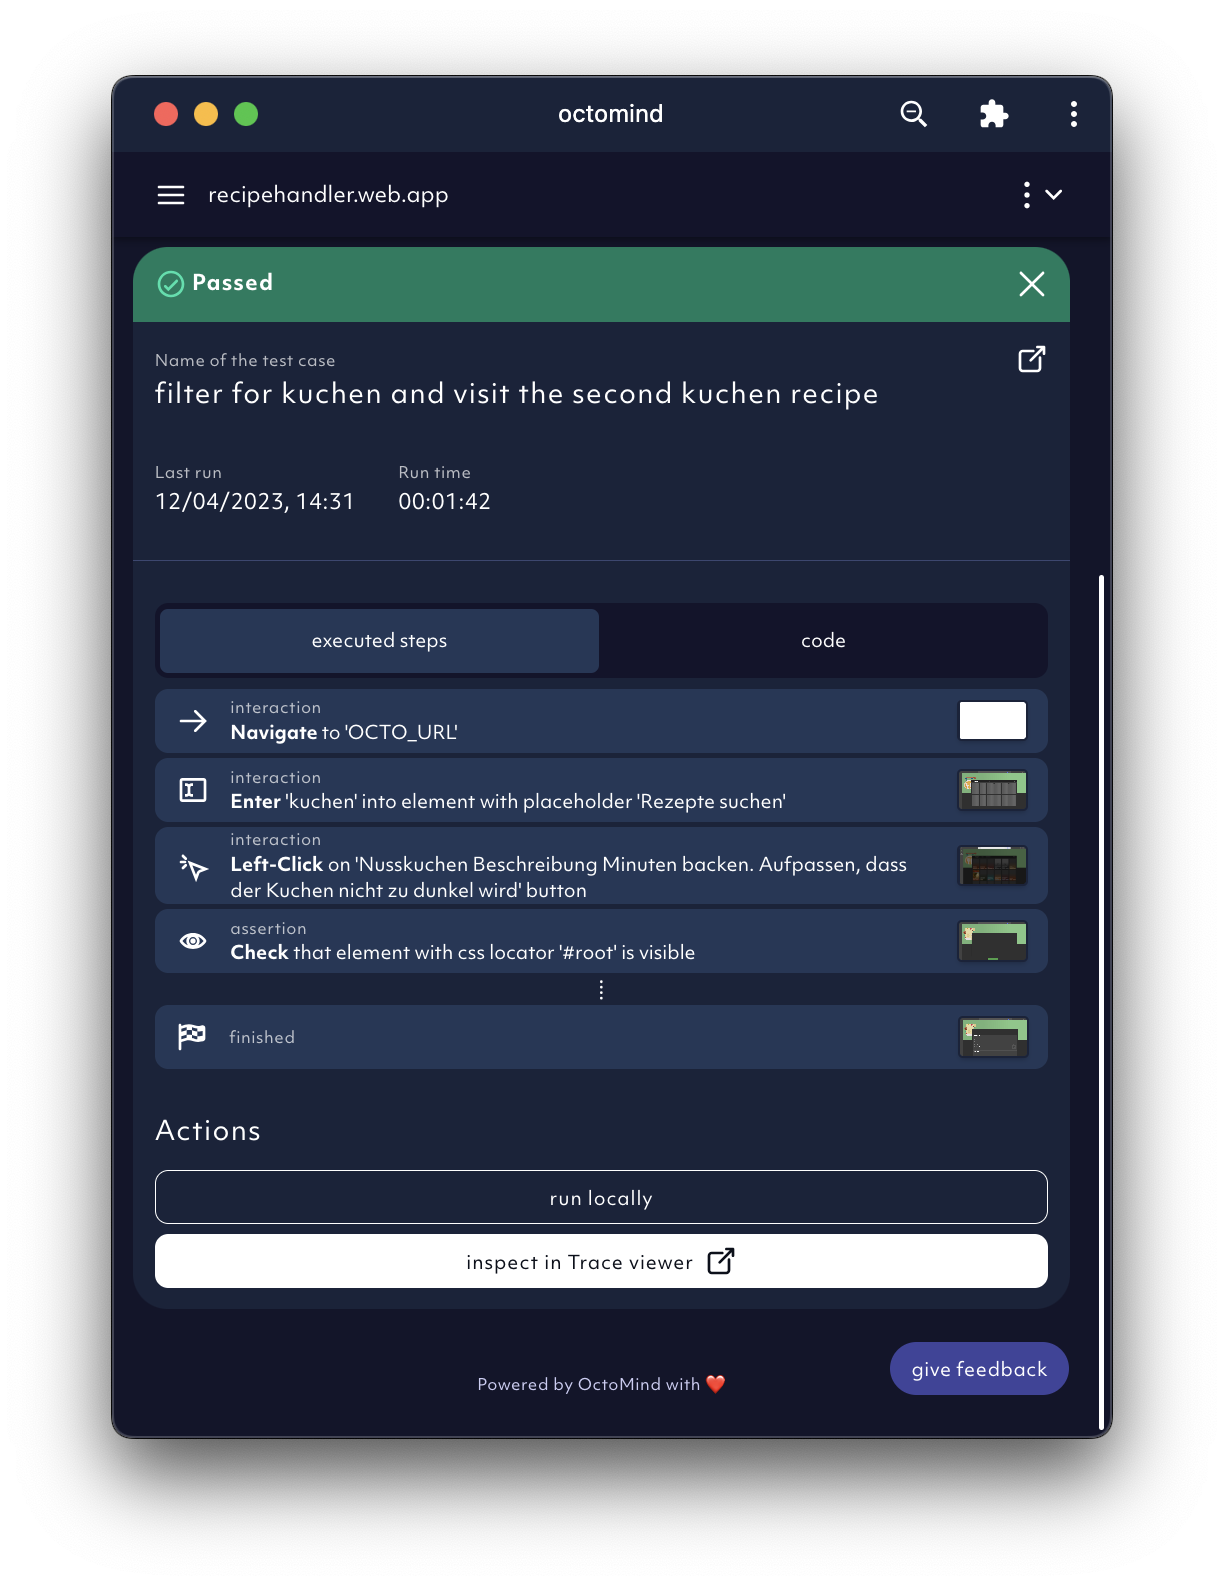 octomind
recipehandler.web.app
Passed
Name of the test case
filter for kuchen and visit the second kuchen recipe
Last run
Run time
12/04/2023, 14:31
00:01:42
executed steps
code
interaction
Navigate to 'OCTO_URL'
interaction
Enter 'kuchen' into element with placeholder 'Rezepte suchen'
interaction
Left-Click on 'Nusskuchen Beschreibung Minuten backen. Aufpassen, dass
der Kuchen nicht zu dunkel wird' button
assertion
Check that element with css locator '#root' is visible
finished
Actions
run locally
inspect in Trace viewer
give feedback
Powered by OctoMind with ❤️